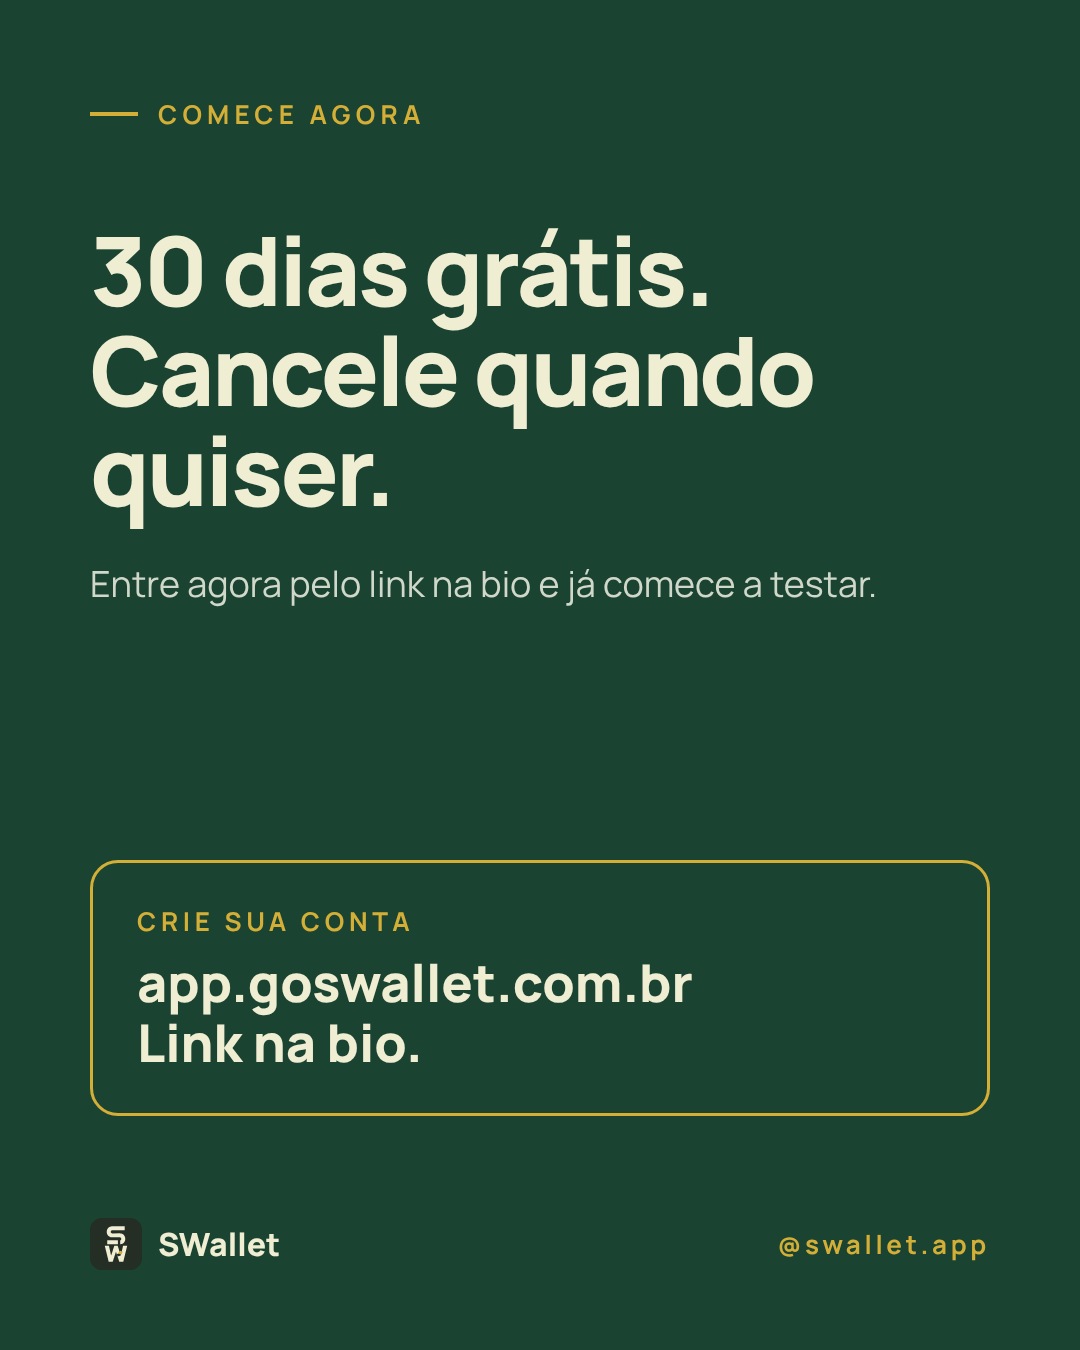 COMECE AGORA
30 dias grátis.
Cancele quando
quiser.
Entre agora pelo link na bio e já comece a testar.
CRIE SUA CONTA
app.goswallet.com.br
Link na bio.
SW
SWallet
@swallet.app